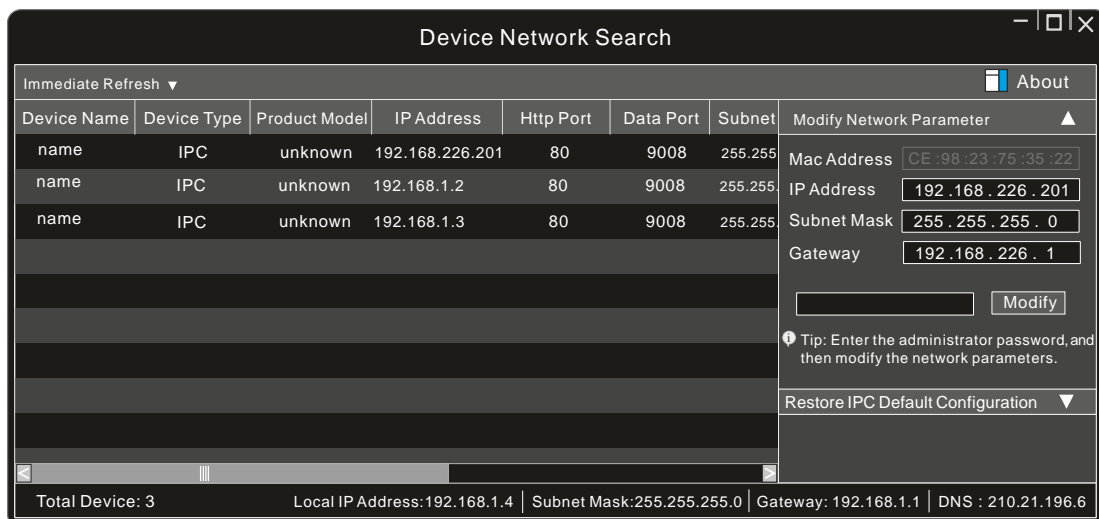 Device Network Search
Immediate Refresh ▼
About
Device Name Device Type Product Model IP Address Http Port Data Port Subnet
name IPC unknown 192.168.226.201 80 9008 255.255
name IPC unknown 192.168.1.2 80 9008 255.255.
name IPC unknown 192.168.1.3 80 9008 255.255.
Modify Network Parameter
Mac Address CE :98 :23 :75 :35 :22
IP Address 192 .168 . 226 . 201
Subnet Mask 255 . 255 . 255 . 0
Gateway 192 .168 . 226 . 1
Modify
Tip: Enter the administrator password, and
then modify the network parameters.
Restore IPC Default Configuration
Total Device: 3 Local IP Address:192.168.1.4 Subnet Mask:255.255.255.0 Gateway: 192.168.1.1 DNS : 210.21.196.6